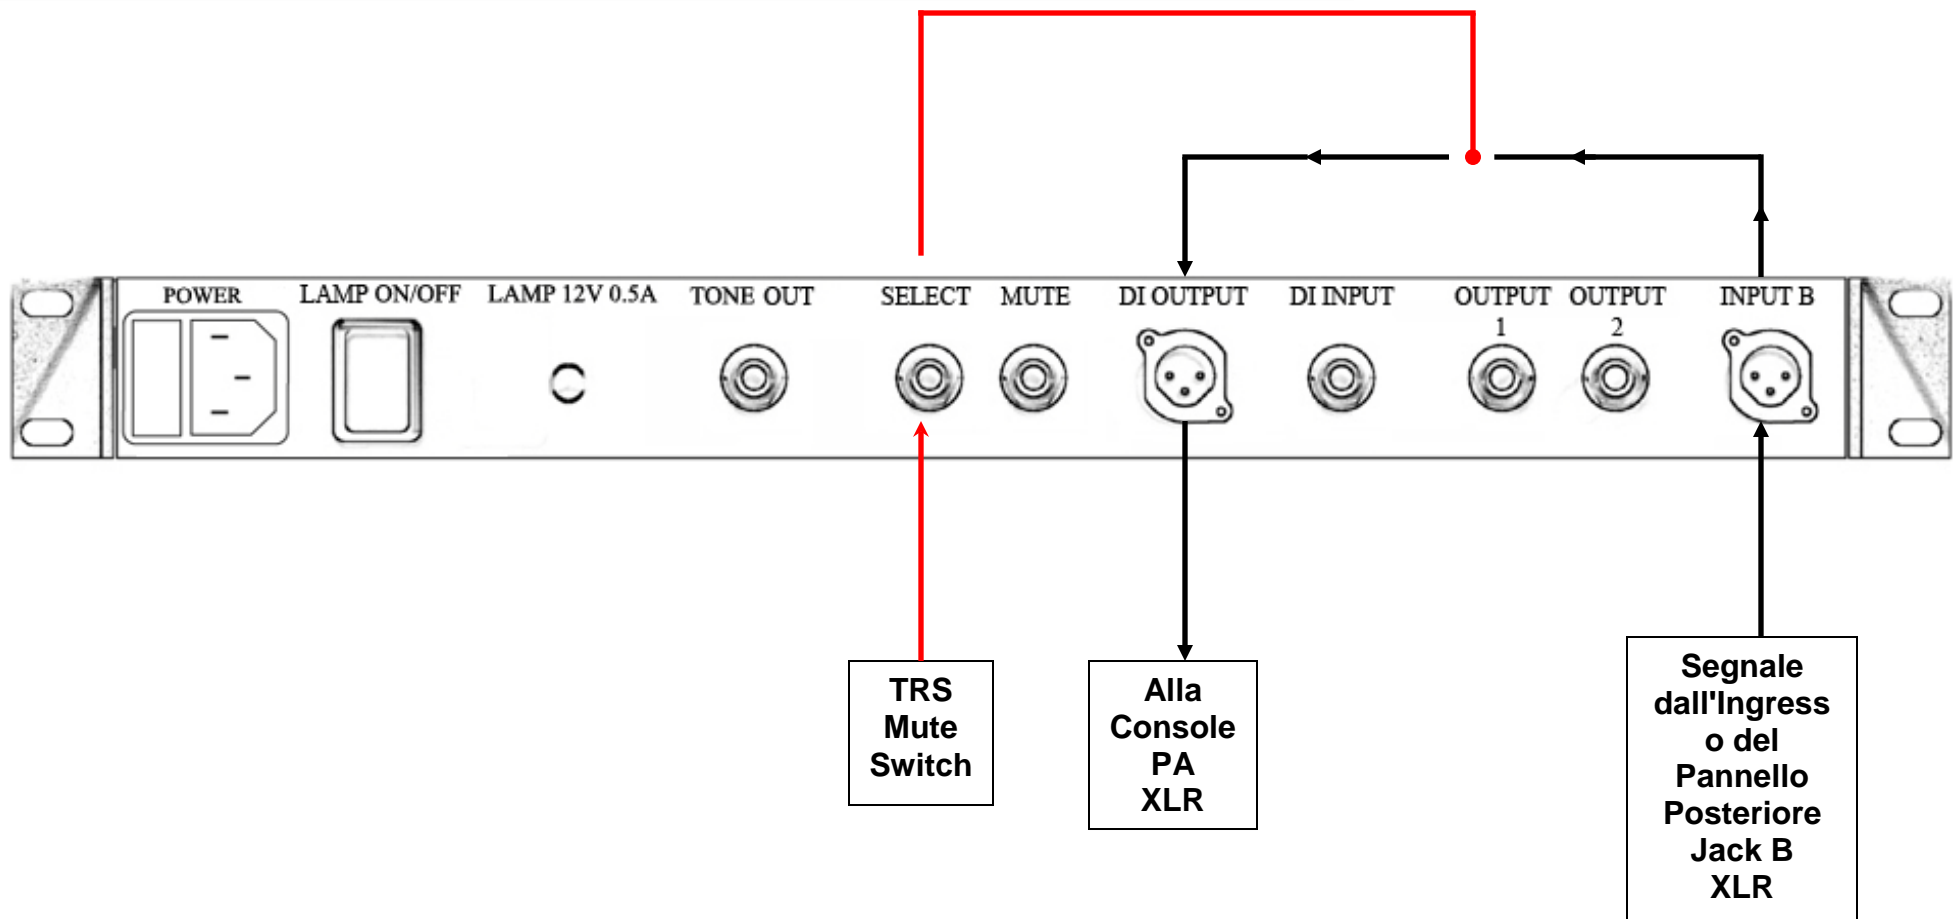 POWER
LAMP ON/OFF
LAMP 12V 0.5A
TONE OUT
SELECT
MUTE
DI OUTPUT
DI INPUT
OUTPUT
1
OUTPUT
2
INPUT B
TRS
Mute
Switch
Alla
Console
PA
XLR
Segnale
dall'Ingress
o del
Pannello
Posteriore
Jack B
XLR